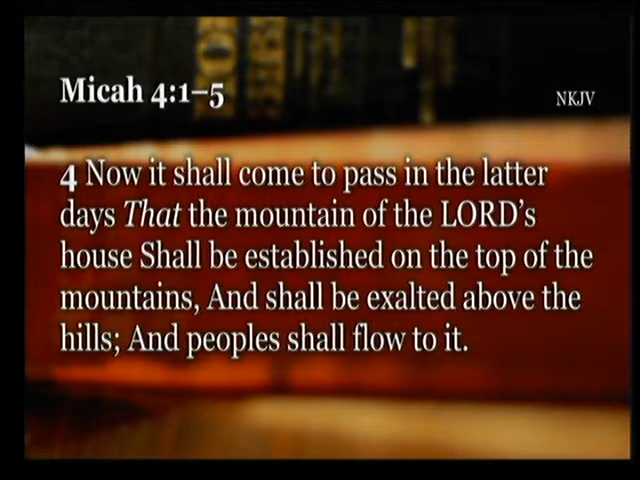 Micah 4:1–5
NKJV
4 Now it shall come to pass in the latter
days That the mountain of the LORD's
house Shall be established on the top of the
mountains, And shall be exalted above the
hills; And peoples shall flow to it.